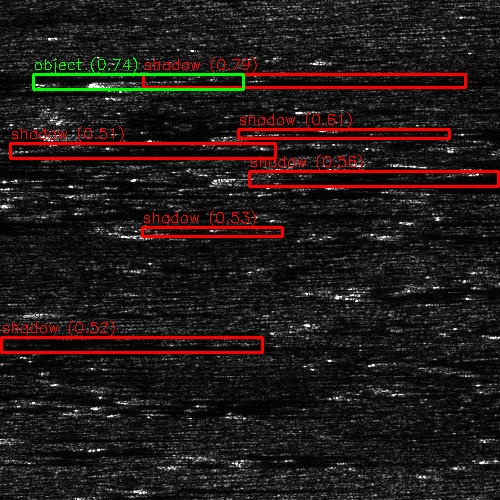 object (0.74) shadow (0.79)
shadow (0.61)
shadow (0.51)
shadow (0.56)
shadow (0.53)
shadow (0.52)